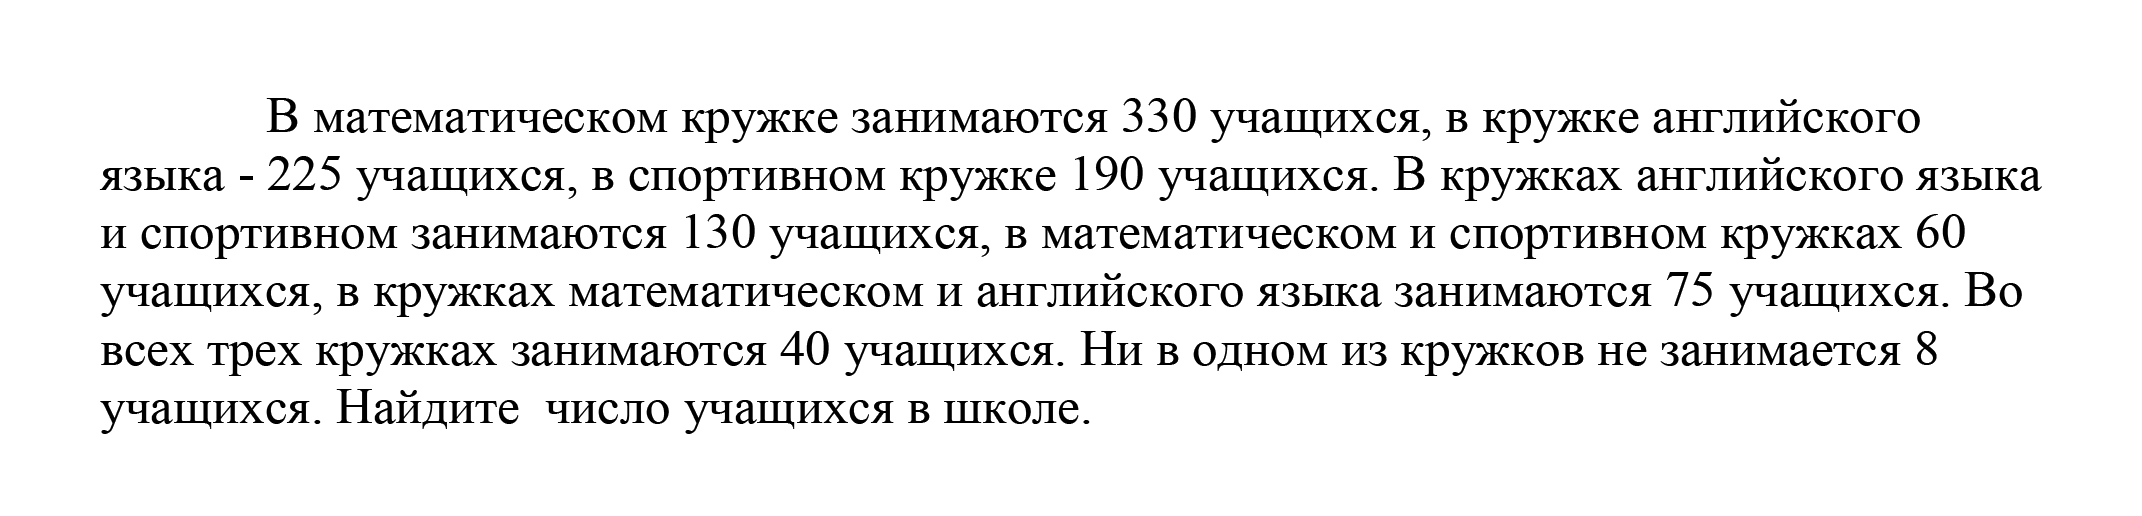 В математическом кружке занимаются 330 учащихся, в кружке английского
языка - 225 учащихся, в спортивном кружке 190 учащихся. В кружках английского языка
и спортивном занимаются 130 учащихся, в математическом и спортивном кружках 60
учащихся, в кружках математическом и английского языка занимаются 75 учащихся. Во
всех трех кружках занимаются 40 учащихся. Ни в одном из кружков не занимается 8
учащихся. Найдите  число учащихся в школе.